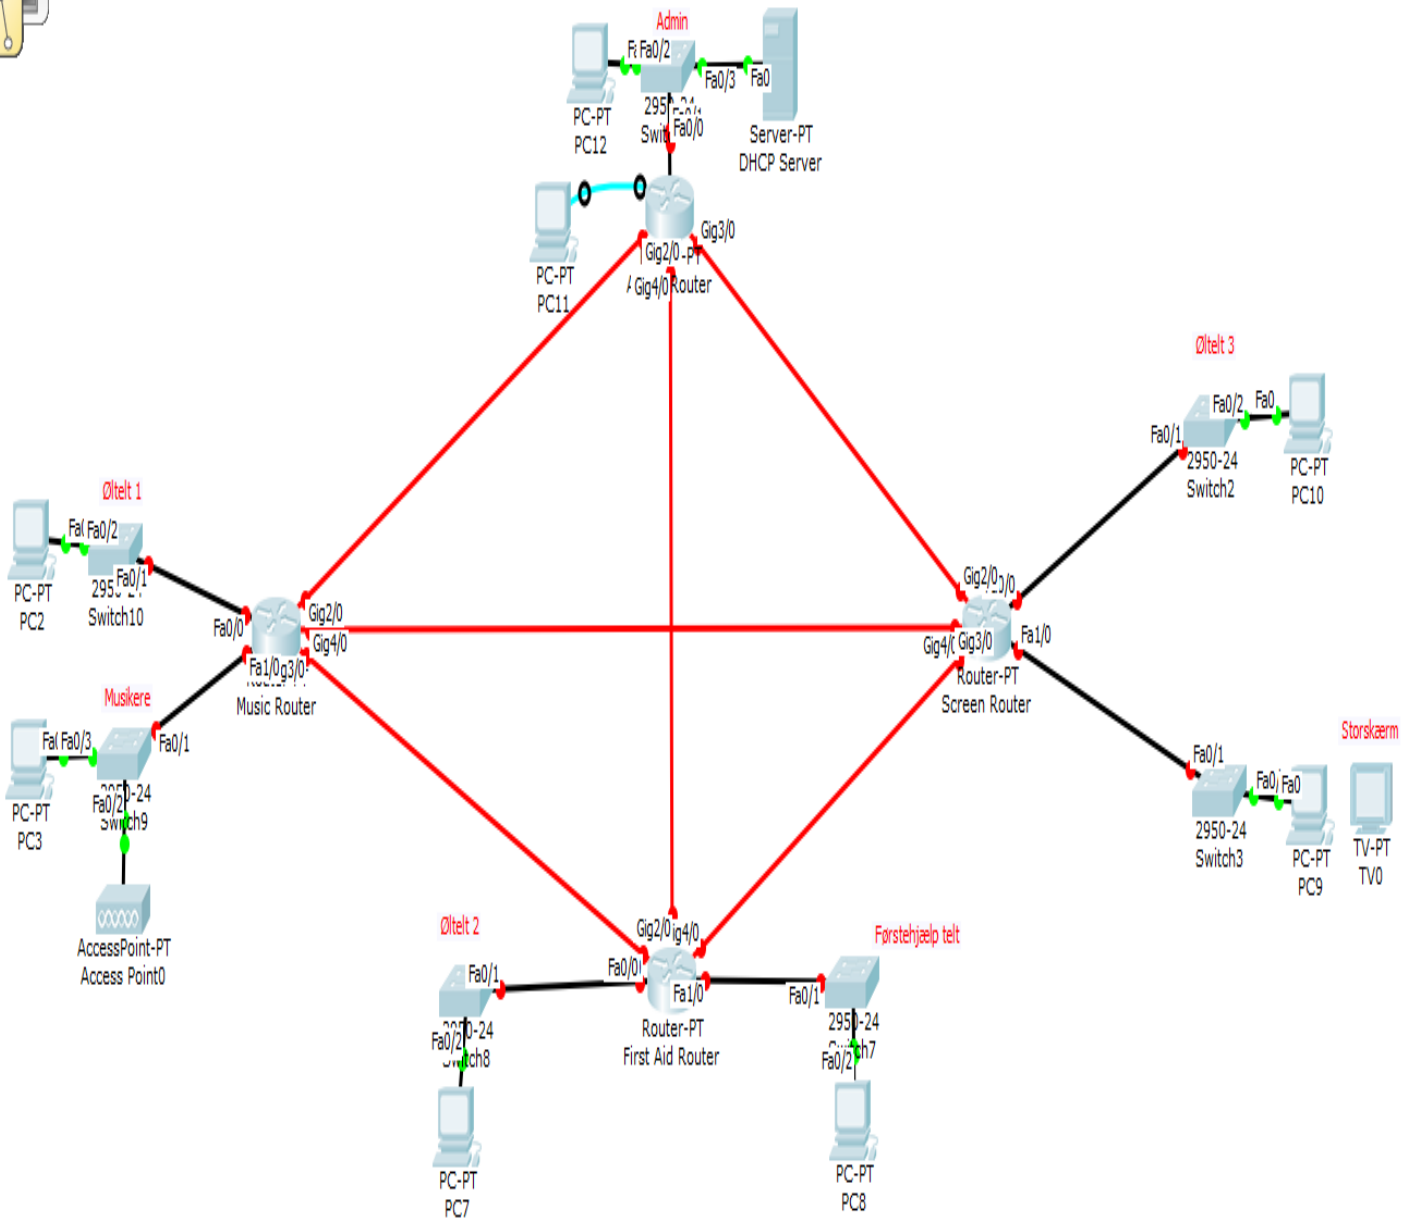 Admin
Fa0/2
Fa0/3
Fa0
PC-PT
PC12
Fa0/0
Server-PT
DHCP Server
Gig3/0
Gig2/0
Gig4/0
Router
PC-PT
PC11
Øltelt 3
Fa0/2
Fa0
Fa0/1
2950-24
Switch2
PC-PT
PC10
Øltelt 1
Fa0/2
Fa0/1
PC-PT
PC2
Switch10
Fa0/0
Gig2/0
Gig4/0
Fa1/0
Music Router
Gig2/0
Gig3/0
Fa1/0
Router-PT
Screen Router
Musikere
Fa0/3
Fa0/1
Fa0/2
PC-PT
PC3
AccessPoint-PT
Access Point0
Storskærm
Fa0/1
Fa0
2950-24
Switch3
PC-PT
PC9
TV-PT
TV0
Øltelt 2
Fa0/1
Fa0/2
PC-PT
PC7
Gig2/0
Fa0/0
Fa1/0
Router-PT
First Aid Router
Førstehjælp telt
Fa0/1
2950-24
Fa0/2
PC-PT
PC8